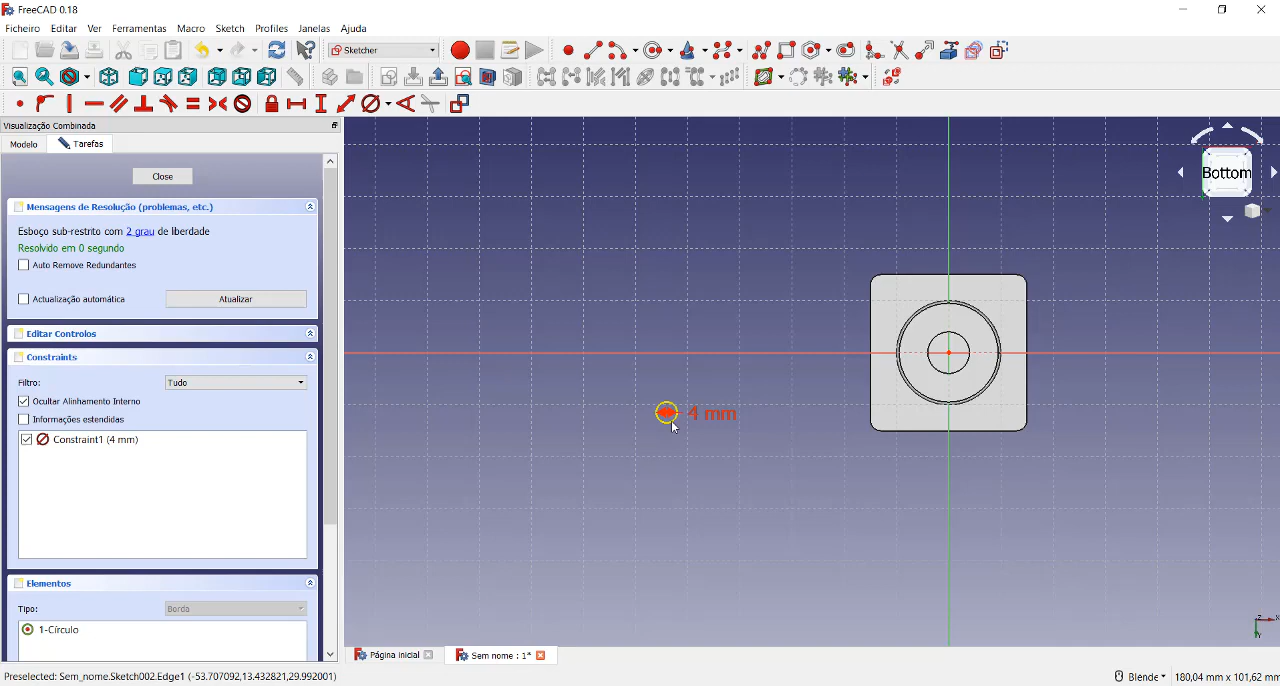 FreeCAD 0.18
Ficheiro Editar Ver Ferramentas Macro Sketch Profiles Janelas Ajuda
Sketcher
Visualização Combinada
Modelo Tarefas
Close
Mensagens de Resolução (problemas, etc.)
Esboço sub-restrito com 2 grau de liberdade
Resolvido em 0 segundo
Auto Remove Redundantes
Actualização automática Atualizar
Editar Controlos
Constraints
Filtro: Tudo
Ocultar Alinhamento Interno
Informações estendidas
Constraint1 (4 mm)
Elementos
Tipo: Borda
1-Círculo
4 mm
Bottom
Z X
Y
Página inicial Sem nome : 1*
Preselected: Sem_nome.Sketch002.Edge1 (-53.707092,13.432821,29.992001) Blende 180,04 mm x 101,62 mm